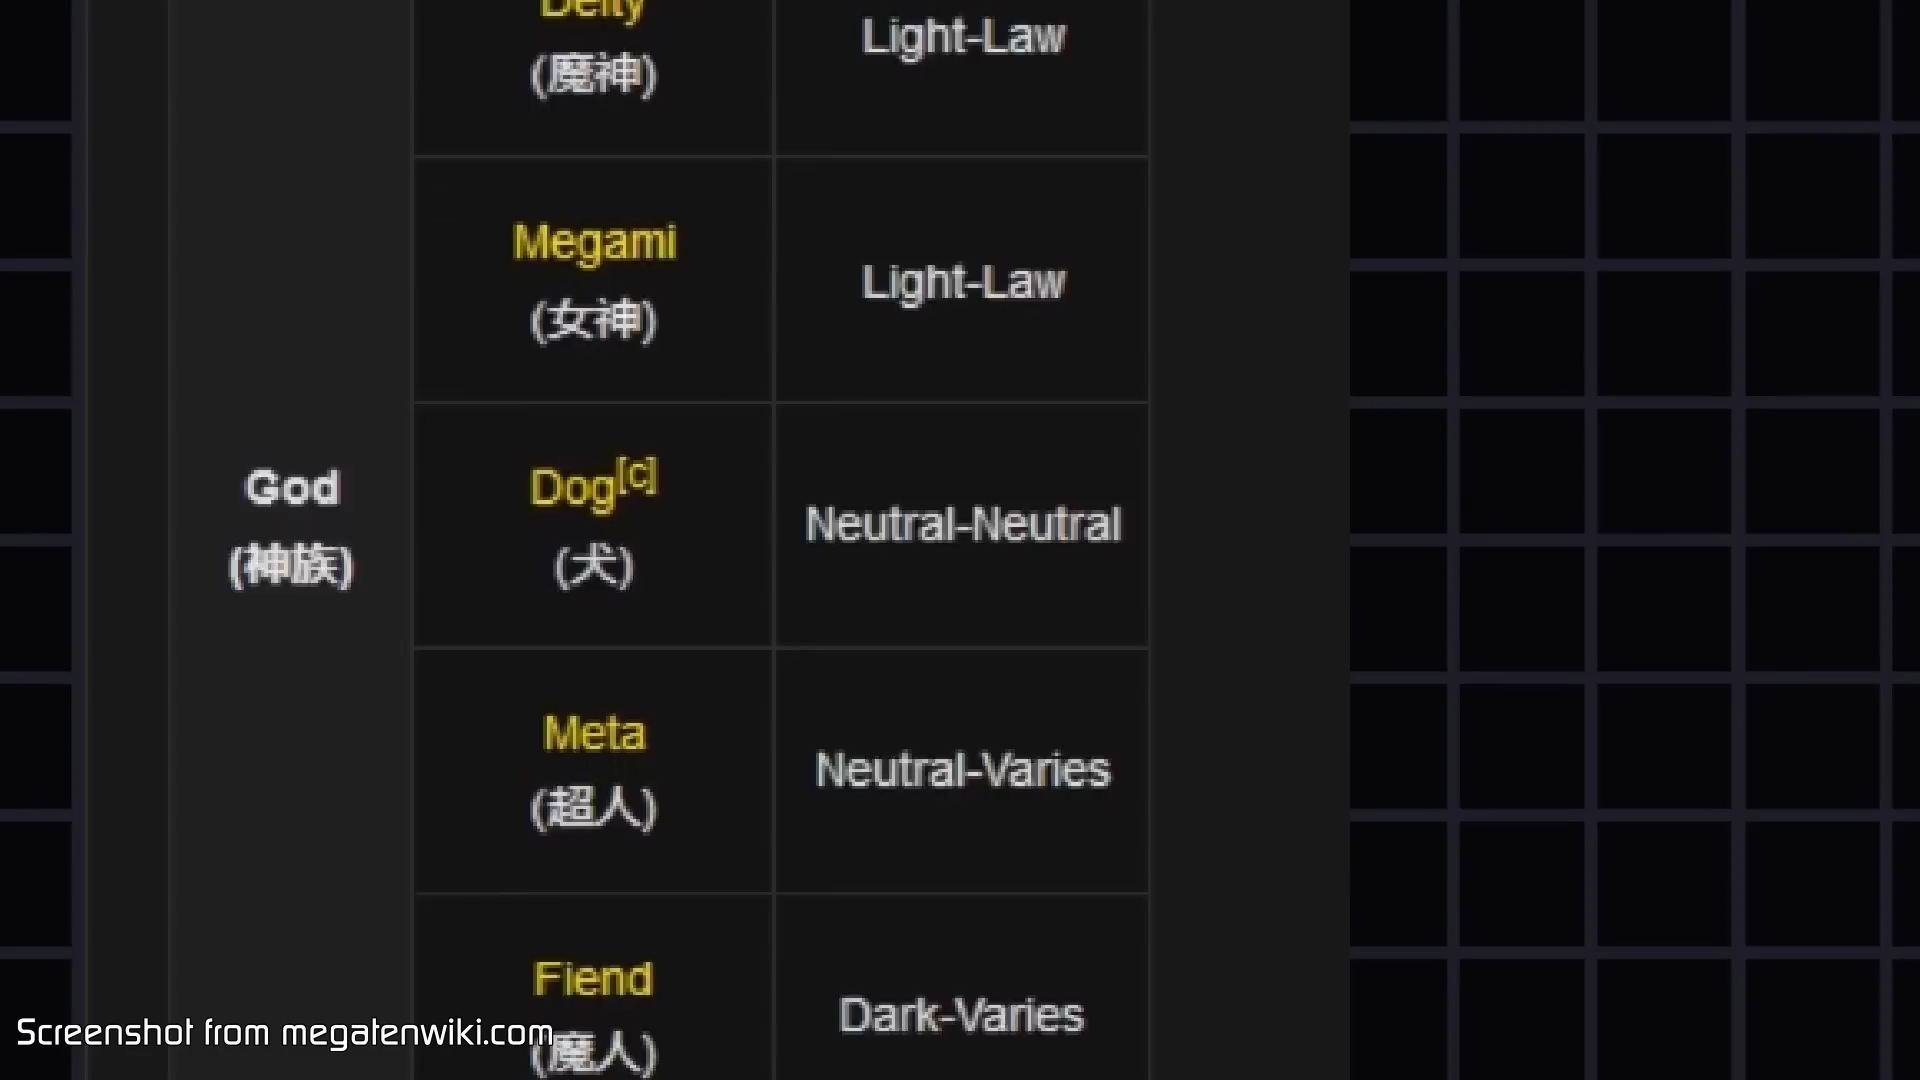 Deity
(魔神)
Light-Law
Megami
(女神)
Light-Law
God
(神族)
Dog[c]
(犬)
Neutral-Neutral
Meta
(超人)
Neutral-Varies
Fiend
(魔人)
Dark-Varies
Screenshot from megatenwiki.com